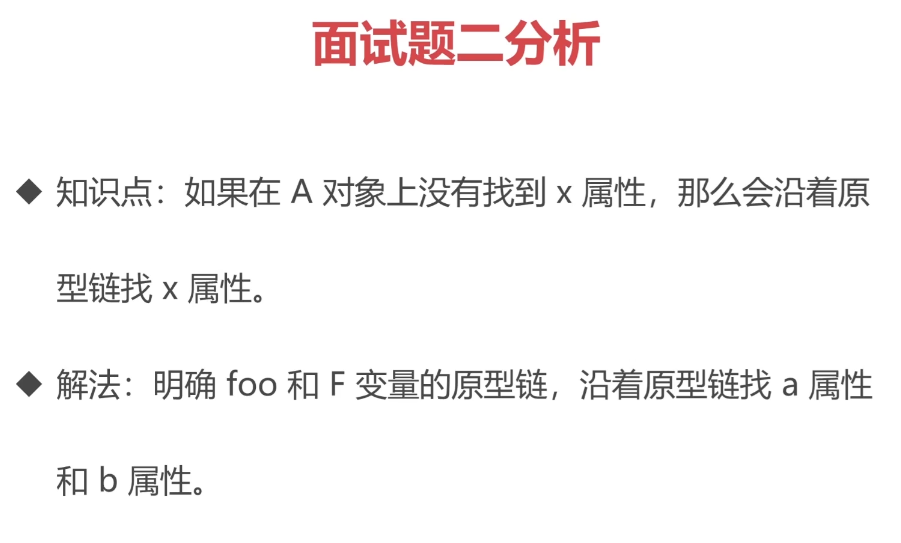 面试题二分析
◆ 知识点：如果在 A 对象上没有找到 x 属性，那么会沿着原
型链找 x 属性。
◆ 解法：明确 foo 和 F 变量的原型链，沿着原型链找 a 属性
和 b 属性。